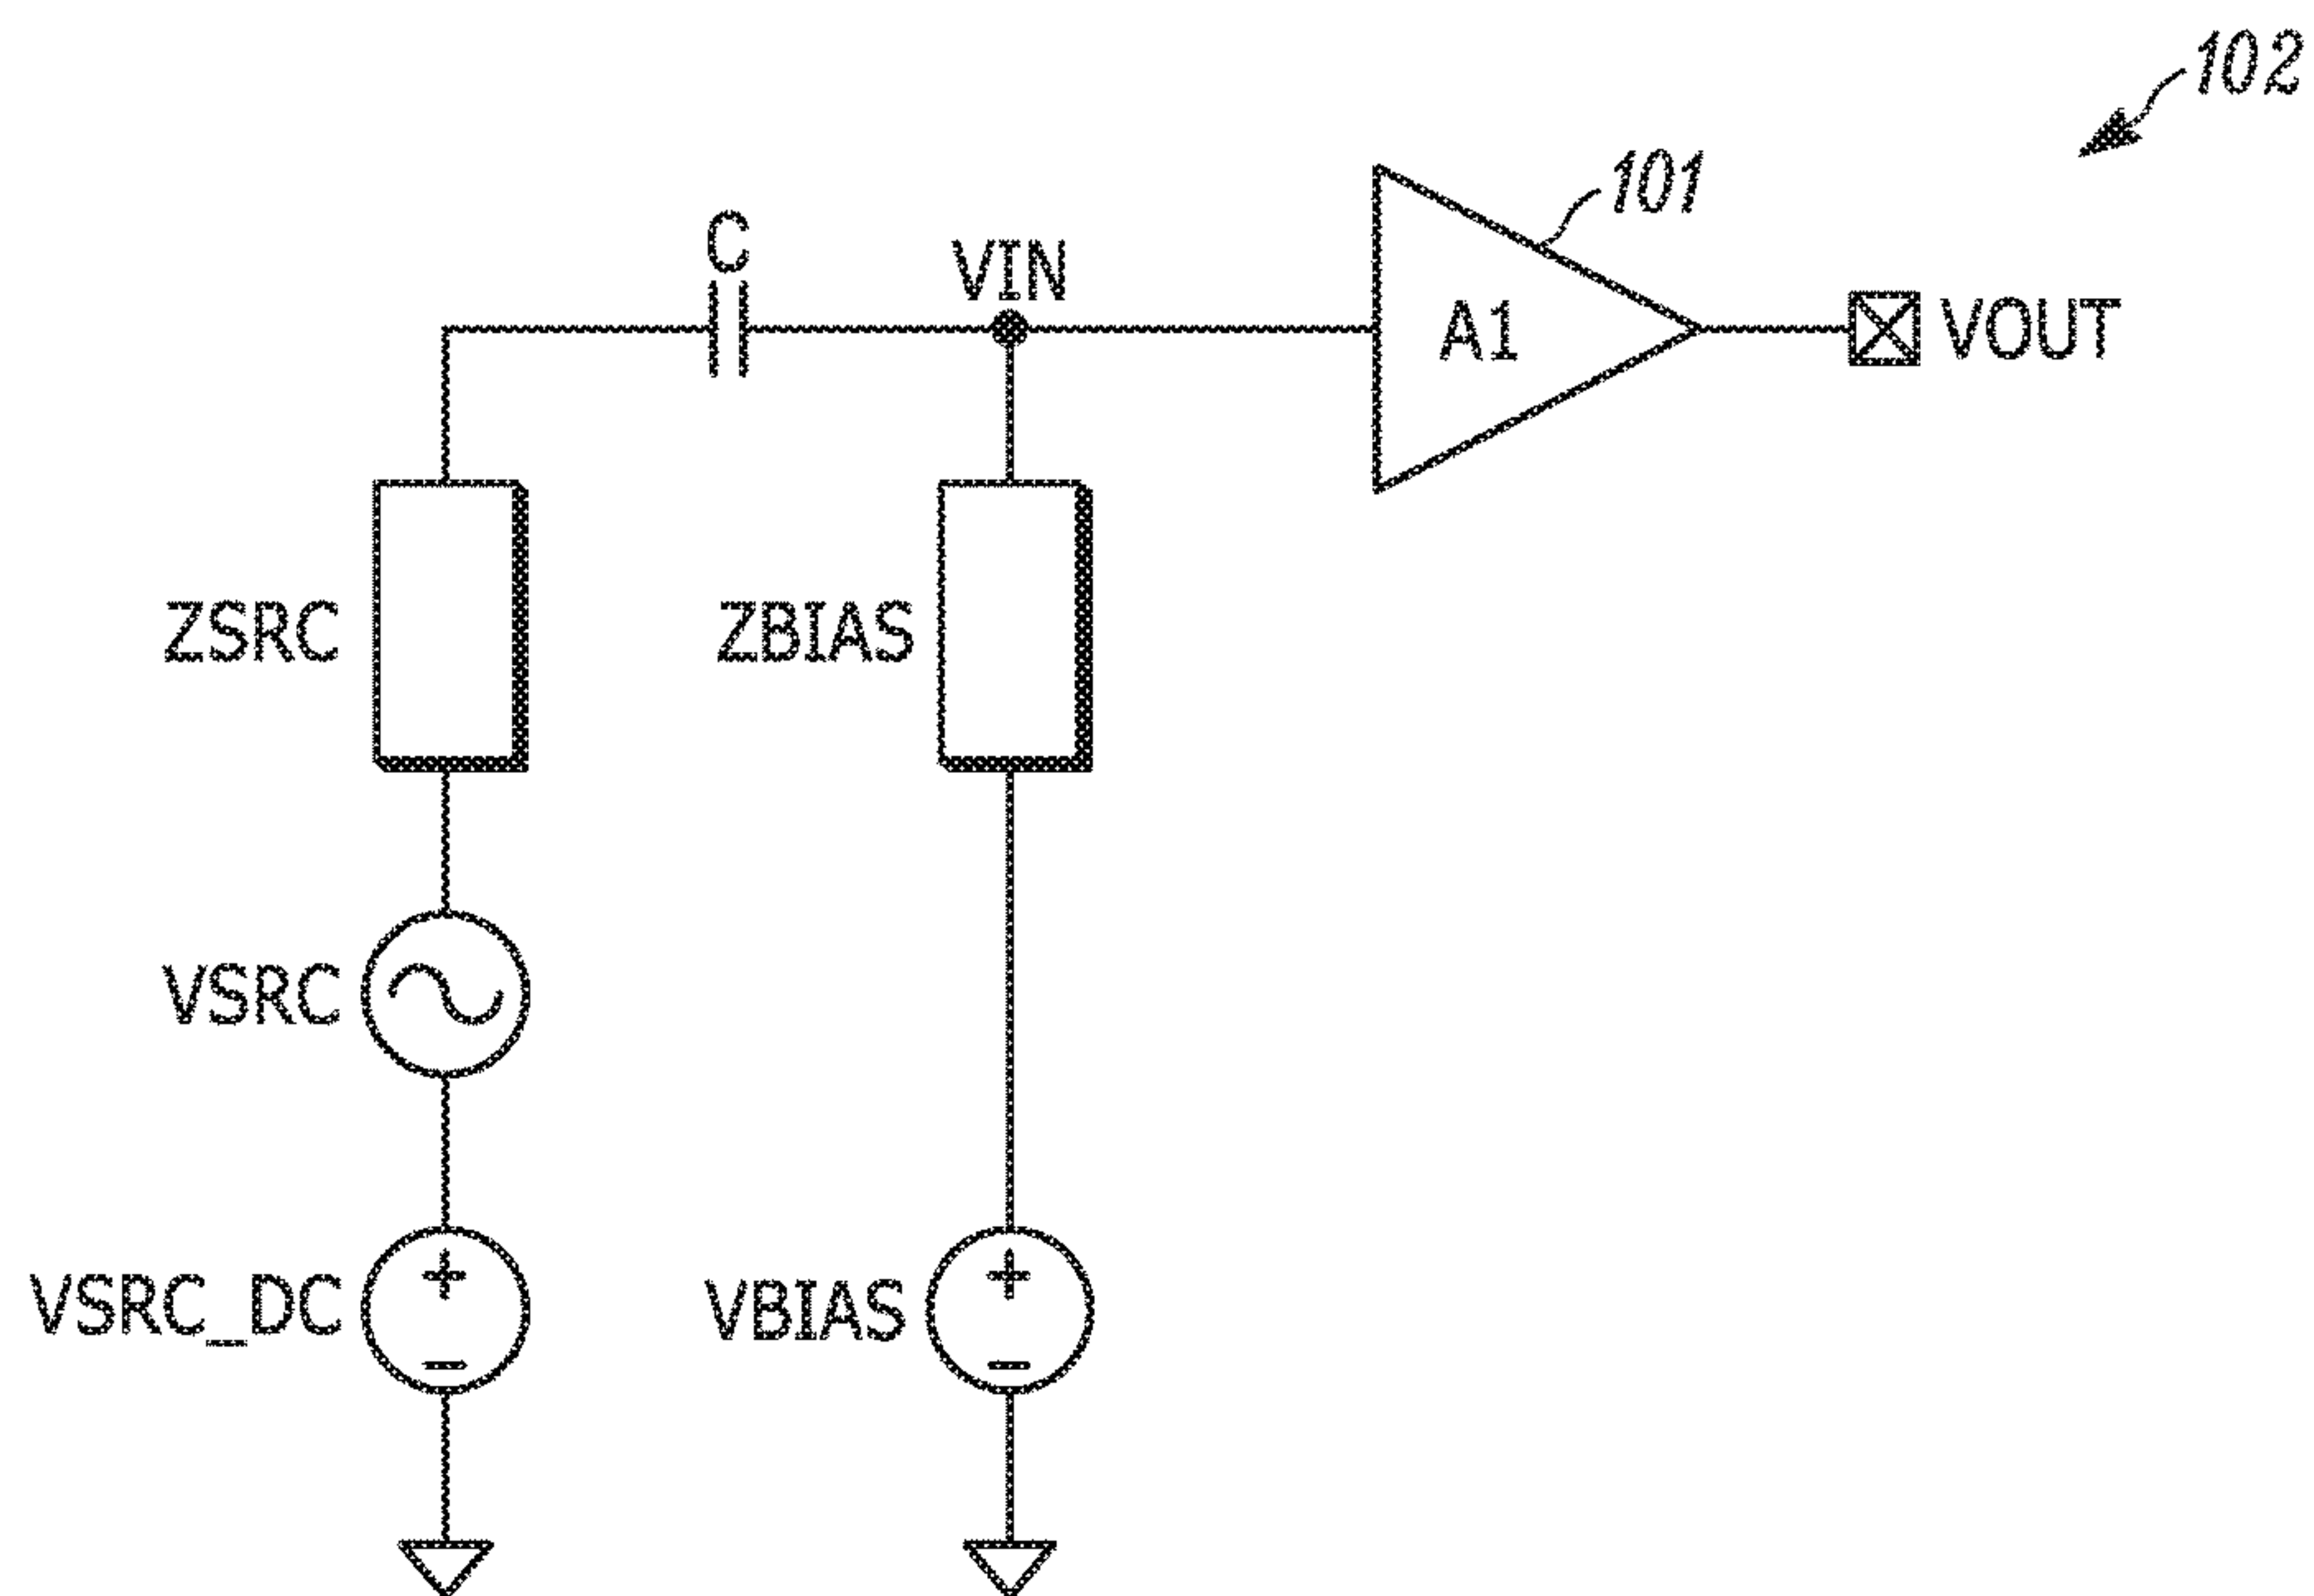 102
101
C
VIN
A1
VOUT
ZSRC
ZBIAS
VSRC
VSRC_DC
VBIAS